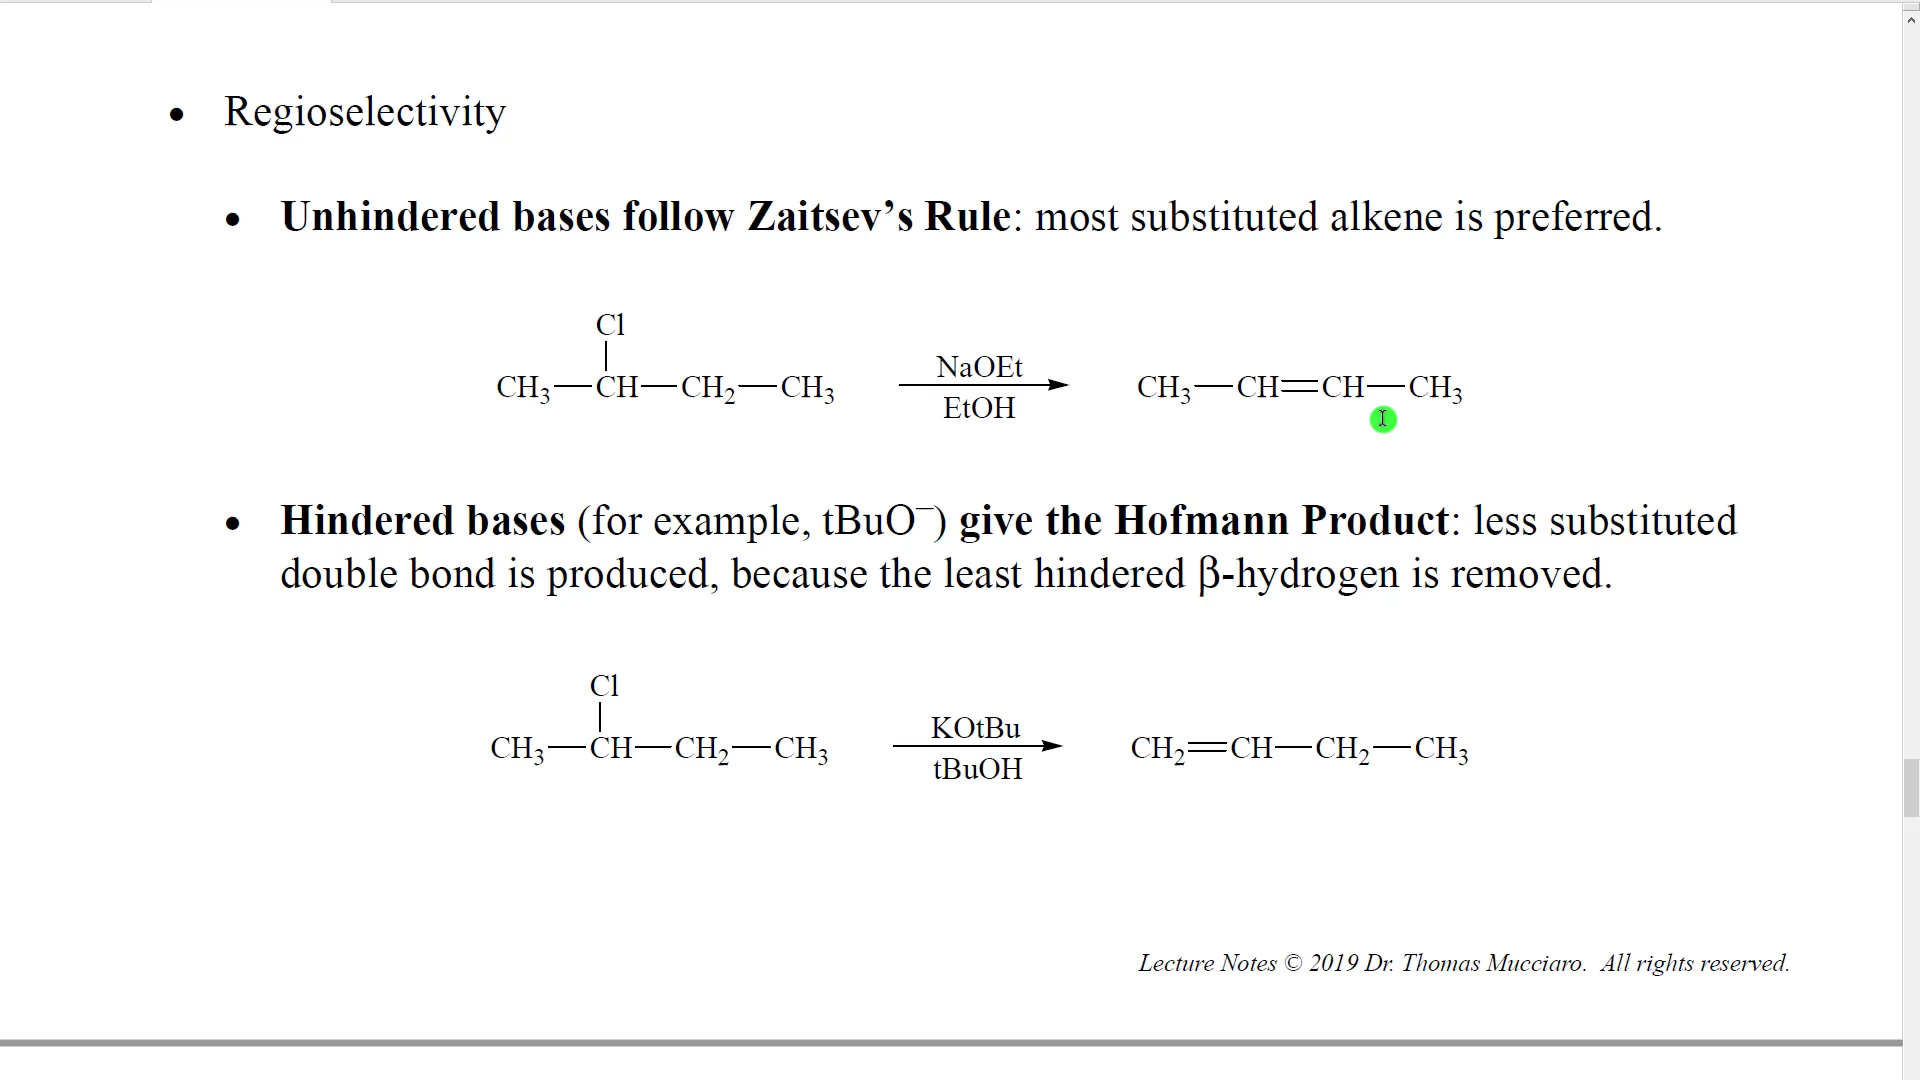 • Regioselectivity
• Unhindered bases follow Zaitsev’s Rule: most substituted alkene is preferred.
Cl
CH₃—CH—CH₂—CH₃
NaOEt
EtOH
CH₃—CH=CH—CH₃
• Hindered bases (for example, tBuO⁻) give the Hofmann Product: less substituted
double bond is produced, because the least hindered β-hydrogen is removed.
Cl
CH₃—CH—CH₂—CH₃
KOtBu
tBuOH
CH₂=CH—CH₂—CH₃
Lecture Notes © 2019 Dr. Thomas Mucciaro. All rights reserved.